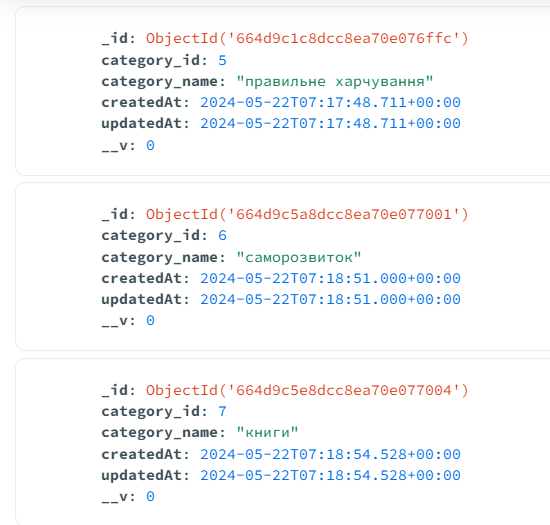 _id: ObjectId('664d9c1c8dcc8ea70e076ffc')
category_id: 5
category_name: "правильне харчування"
createdAt: 2024-05-22T07:17:48.711+00:00
updatedAt: 2024-05-22T07:17:48.711+00:00
__v: 0
_id: ObjectId('664d9c5a8dcc8ea70e077001')
category_id: 6
category_name: "саморозвиток"
createdAt: 2024-05-22T07:18:51.000+00:00
updatedAt: 2024-05-22T07:18:51.000+00:00
__v: 0
_id: ObjectId('664d9c5e8dcc8ea70e077004')
category_id: 7
category_name: "книги"
createdAt: 2024-05-22T07:18:54.528+00:00
updatedAt: 2024-05-22T07:18:54.528+00:00
__v: 0